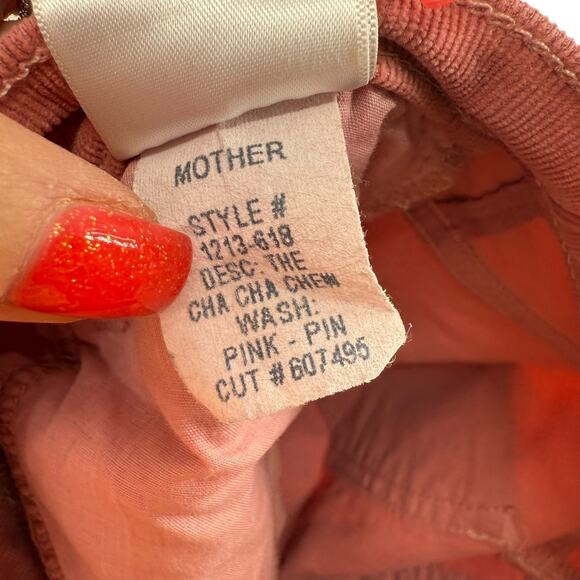 MOTHER
STYLE #
1213-618
DESC: THE
CHA CHA CHEW
WASH:
PINK - PIN
CUT # 607495